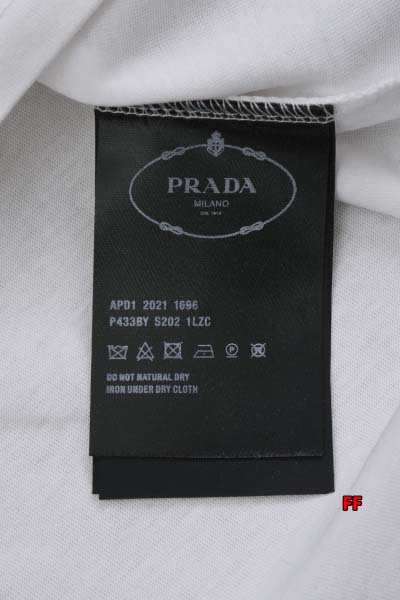 PRADA
MILANO
DAL 1913
APD1 2021 1696
P433BY S202 1LZC
DO NOT NATURAL DRY
IRON UNDER DRY CLOTH
FF